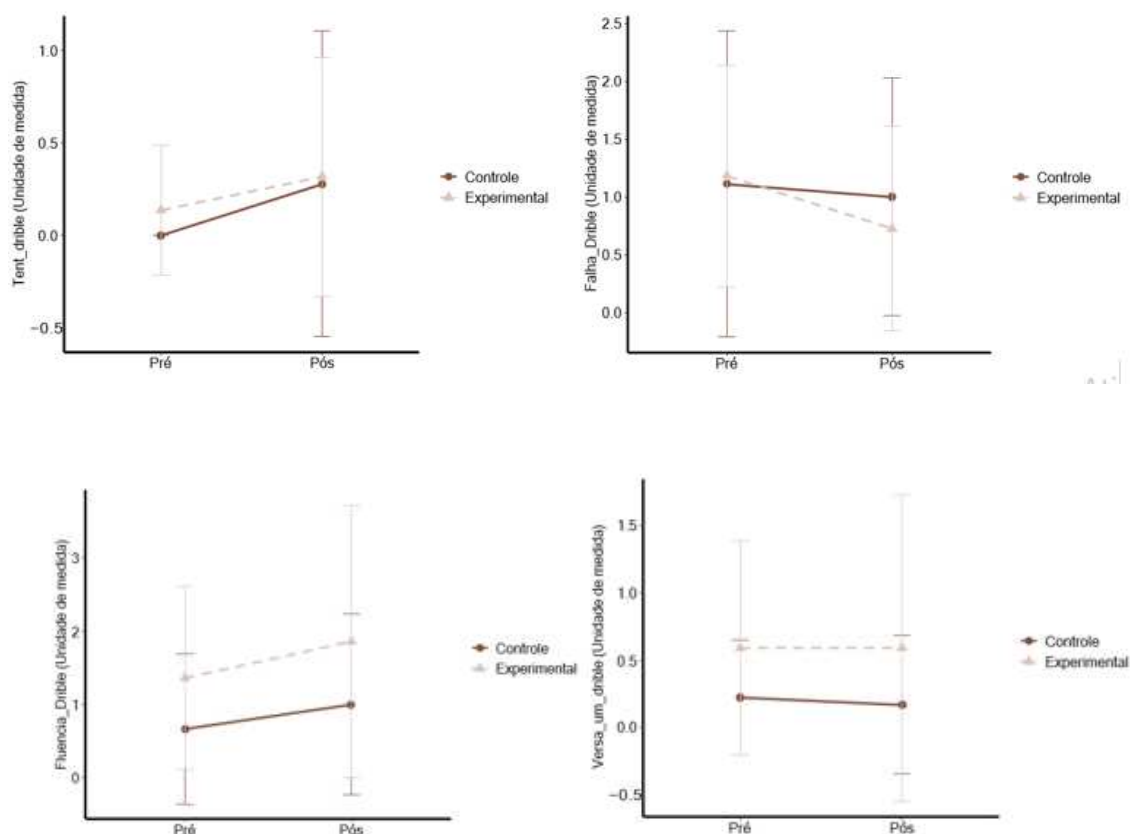 Tent_drible (Unidade de medida)
1.0
0.5
0.0
−0.5
Pré
Pós
Controle
Experimental
Falha_Drible (Unidade de medida)
2.5
2.0
1.5
1.0
0.5
0.0
Pré
Pós
Controle
Experimental
Fluencia_Drible (Unidade de medida)
3
2
1
0
Pré
Pós
Controle
Experimental
Versa_um_drible (Unidade de medida)
1.5
1.0
0.5
0.0
−0.5
Pré
Pós
Controle
Experimental